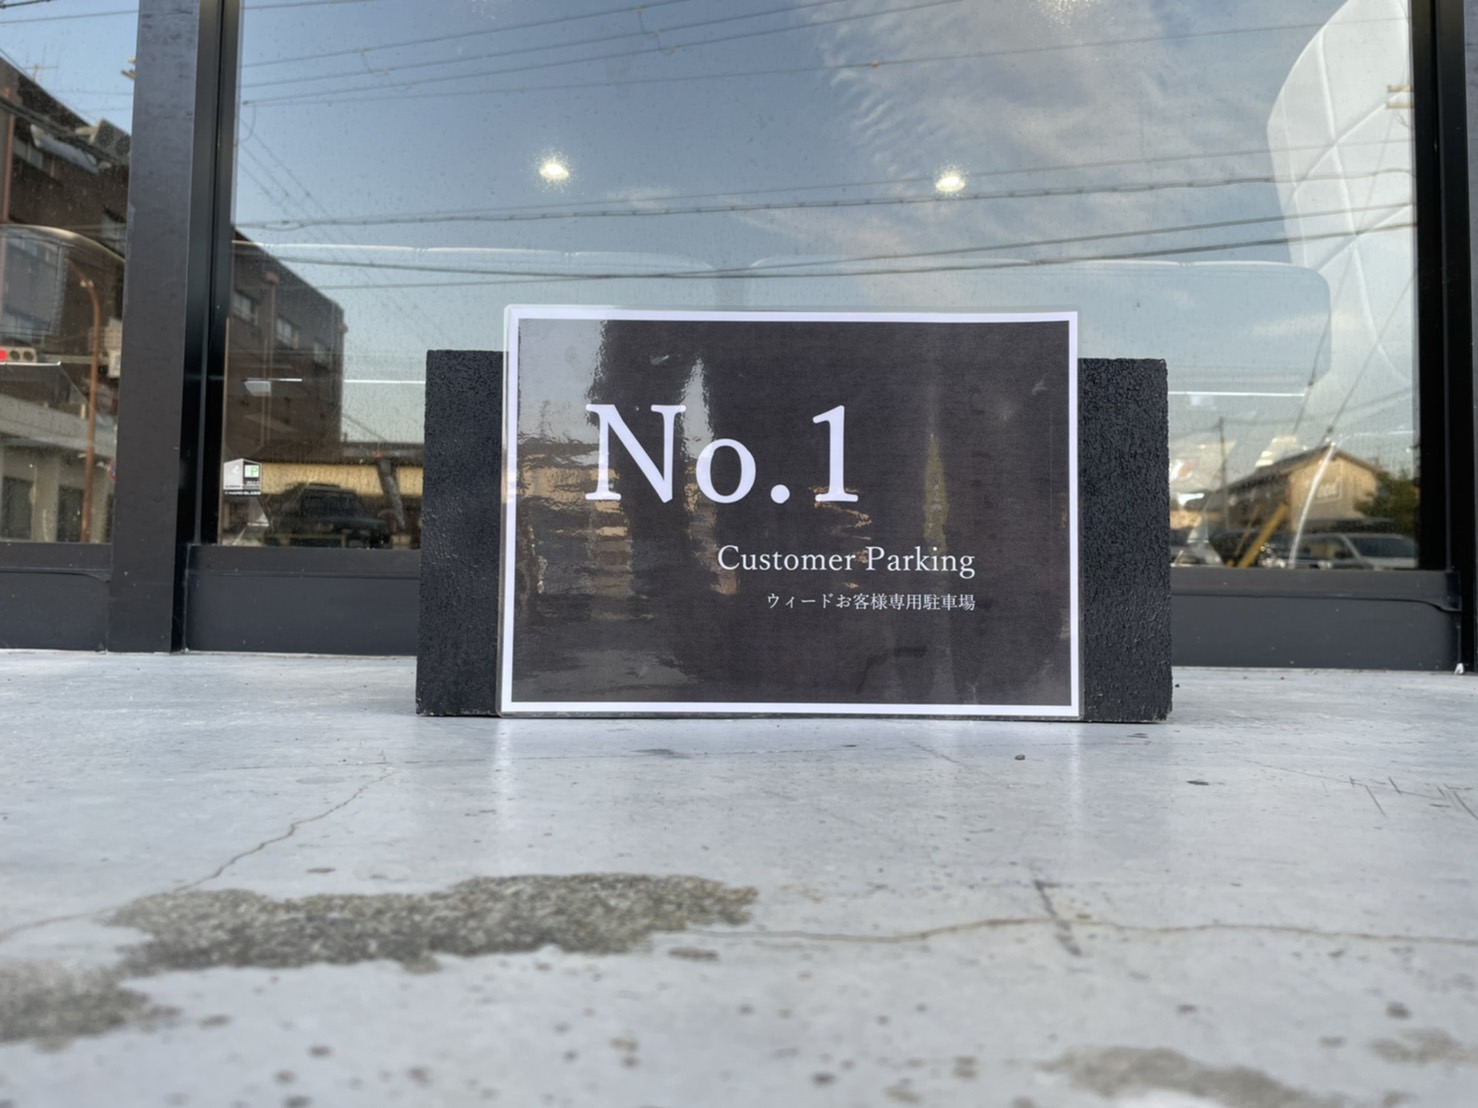 No.1
Customer Parking
ウィードお客様専用駐車場